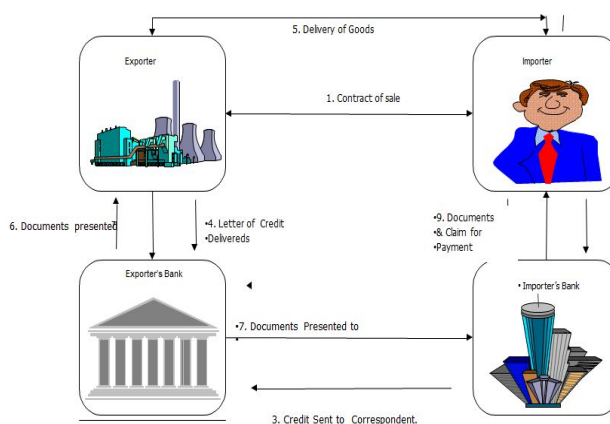 5. Delivery of Goods
Exporter
Importer
1. Contract of sale
6. Documents presented
•4. Letter of Credit
Delivereds
•9. Documents
•& Claim for
•Payment
Exporter's Bank
• Importer's Bank
•7. Documents Presented to
•
3. Credit Sent to Correspondent.